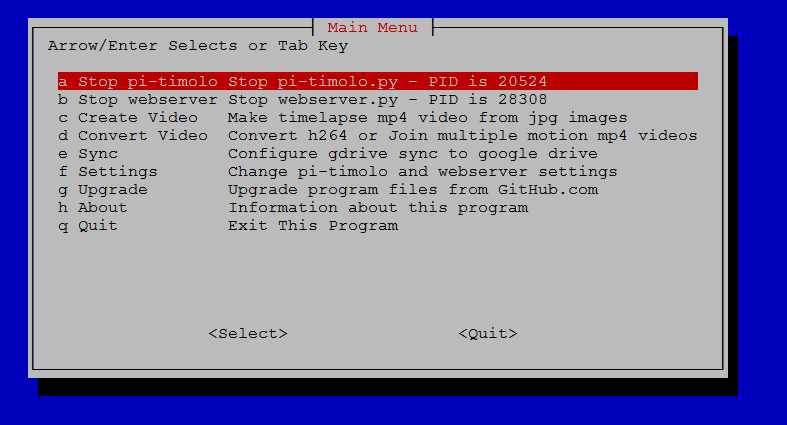 Main Menu
Arrow/Enter Selects or Tab Key
a Stop pi-timolo Stop pi-timolo.py - PID is 20524
b Stop webserver Stop webserver.py - PID is 28308
c Create Video Make timelapse mp4 video from jpg images
d Convert Video Convert h264 or Join multiple motion mp4 videos
e Sync Configure gdrive sync to google drive
f Settings Change pi-timolo and webserver settings
g Upgrade Upgrade program files from GitHub.com
h About Information about this program
q Quit Exit This Program
<Select> <Quit>